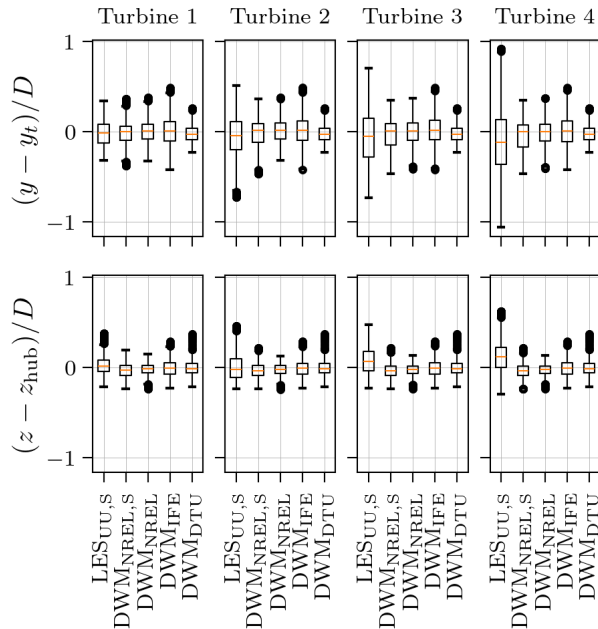 Turbine 1 Turbine 2 Turbine 3 Turbine 4
(y − y_t)/D
1
0
−1
(z − z_hub)/D
1
0
−1
LES_UU,S DWM_NREL,S DWM_NREL DWM_IFE DWM_DTU LES_UU,S DWM_NREL,S DWM_NREL DWM_IFE DWM_DTU LES_UU,S DWM_NREL,S DWM_NREL DWM_IFE DWM_DTU LES_UU,S DWM_NREL,S DWM_NREL DWM_IFE DWM_DTU